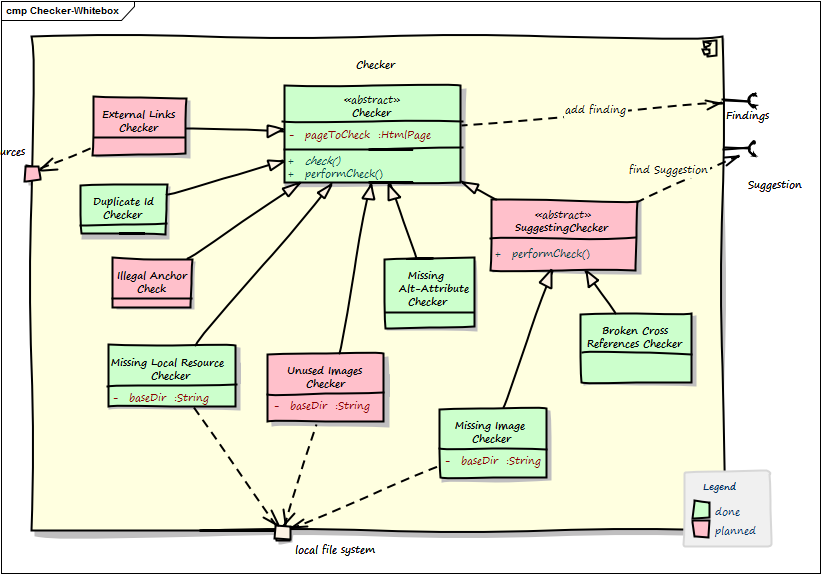 cmp Checker-Whitebox
Checker
External Links
Checker
«abstract»
Checker
- pageToCheck :HtmlPage
+ check()
+ performCheck()
add finding
Findings
find Suggestion
Suggestion
urces
Duplicate Id
Checker
«abstract»
SuggestingChecker
+ performCheck()
Illegal Anchor
Check
Missing
Alt-Attribute
Checker
Broken Cross
References Checker
Missing Local Resource
Checker
- baseDir :String
Unused Images
Checker
- baseDir :String
Missing Image
Checker
- baseDir :String
local file system
Legend
done
planned